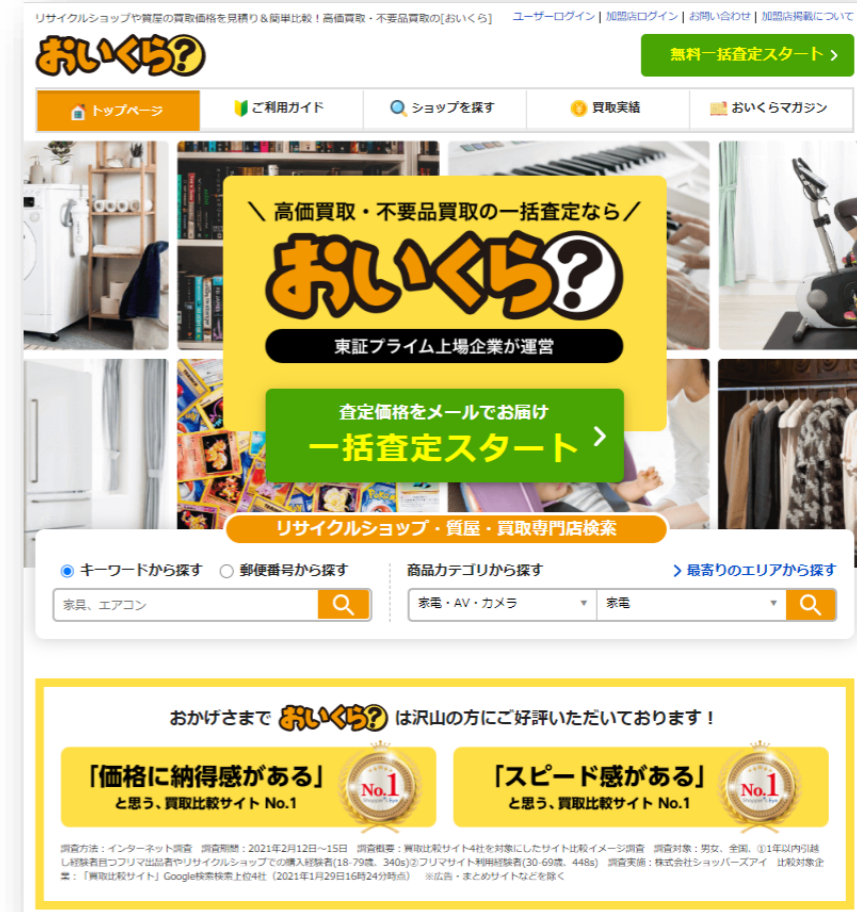 リサイクルショップや質屋の買取価格を見積り＆簡単比較！高価買取・不要品買取の[おいくら]
ユーザーログイン | 加盟店ログイン | お問い合わせ | 加盟店掲載について
おいくら?
無料一括査定スタート
トップページ
ご利用ガイド
ショップを探す
買取実績
おいくらマガジン
＼ 高価買取・不要品買取の一括査定なら ／
おいくら?
東証プライム上場企業が運営
査定価格をメールでお届け
一括査定スタート
リサイクルショップ・質屋・買取専門店検索
キーワードから探す
郵便番号から探す
家具、エアコン
商品カテゴリから探す
最寄りのエリアから探す
家電・AV・カメラ
家電
おかげさまで おいくら? は沢山の方にご好評いただいております！
「価格に納得感がある」
と思う、買取比較サイト No.1
No.1
「スピード感がある」
と思う、買取比較サイト No.1
No.1
調査方法：インターネット調査　調査期間：2021年2月12日～15日　調査概要：買取比較サイト4社を対象にしたサイト比較イメージ調査　調査対象：男女、全国、①1年以内引越
し経験者目つフリマ出品者やリサイクルショップでの購入経験者(18-79歳、340s)②フリマサイト利用経験者(30-69歳、448s)　調査実施：株式会社ショッパーズアイ　比較対象企
業：「買取比較サイト」Google検索検索上位4社（2021年1月29日16時24分時点）　※広告・まとめサイトなどを除く